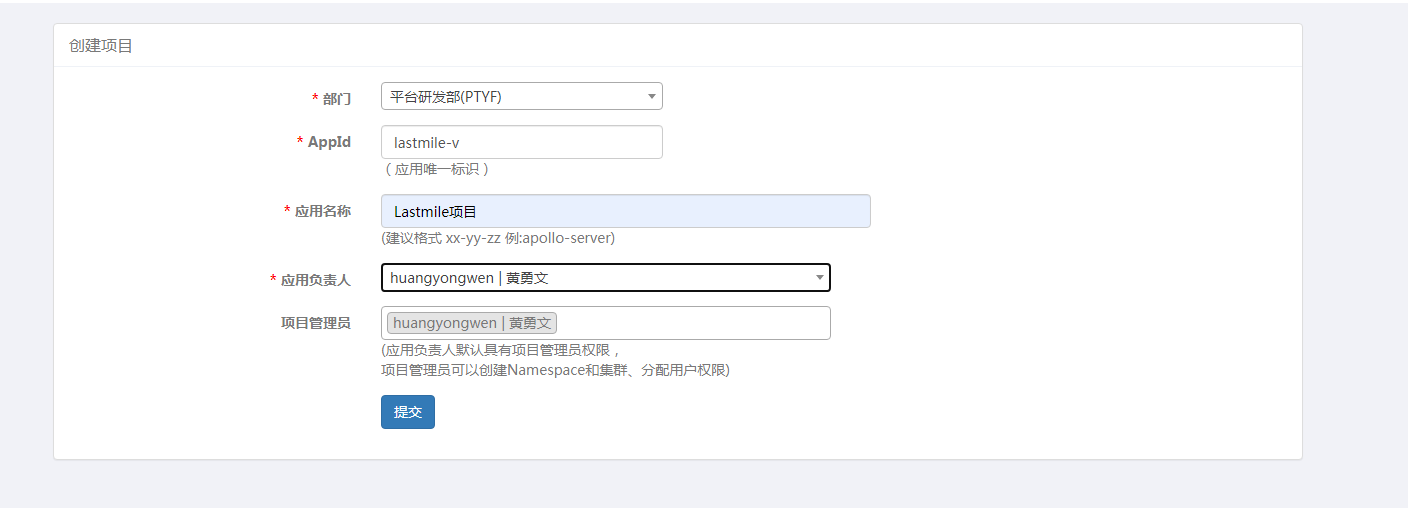 创建项目
* 部门 平台研发部(PTYF)
* AppId lastmile-v
（应用唯一标识）
* 应用名称 Lastmile项目
(建议格式 xx-yy-zz 例:apollo-server)
* 应用负责人 huangyongwen | 黄勇文
项目管理员 huangyongwen | 黄勇文
(应用负责人默认具有项目管理员权限，
项目管理员可以创建Namespace和集群、分配用户权限)
提交